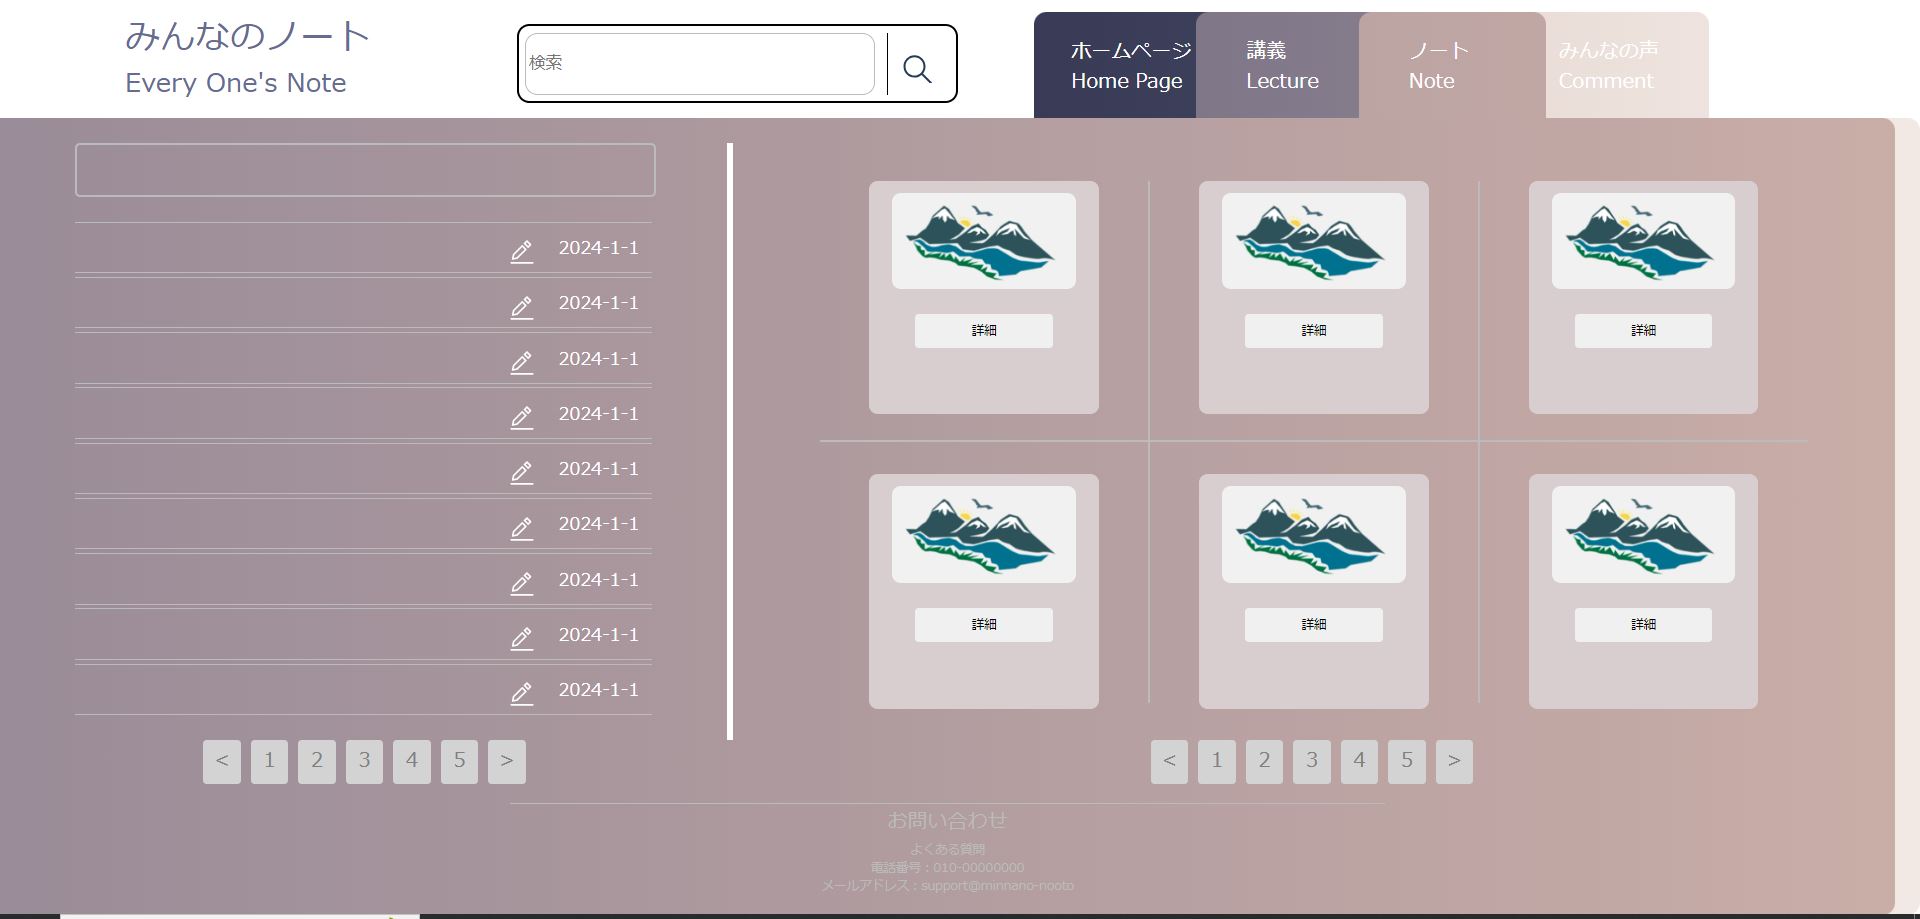 みんなのノート
Every One's Note
検索
ホームページ
Home Page
講義
Lecture
ノート
Note
みんなの声
Comment
2024-1-1
2024-1-1
2024-1-1
2024-1-1
2024-1-1
2024-1-1
2024-1-1
2024-1-1
2024-1-1
< 1 2 3 4 5 >
詳細 詳細 詳細
詳細 詳細 詳細
< 1 2 3 4 5 >
お問い合わせ
よくある質問
電話番号：010-00000000
メールアドレス：support@minnano-nooto